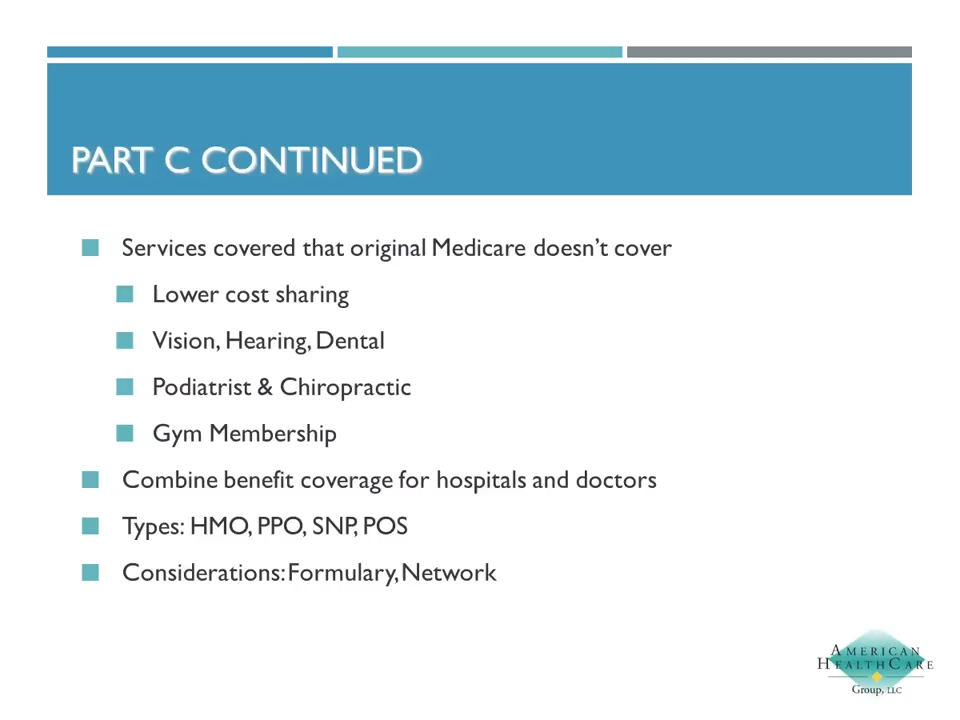 PART C CONTINUED
Services covered that original Medicare doesn’t cover
Lower cost sharing
Vision, Hearing, Dental
Podiatrist & Chiropractic
Gym Membership
Combine benefit coverage for hospitals and doctors
Types: HMO, PPO, SNP, POS
Considerations: Formulary, Network
AMERICAN
HEALTHCARE
Group, LLC